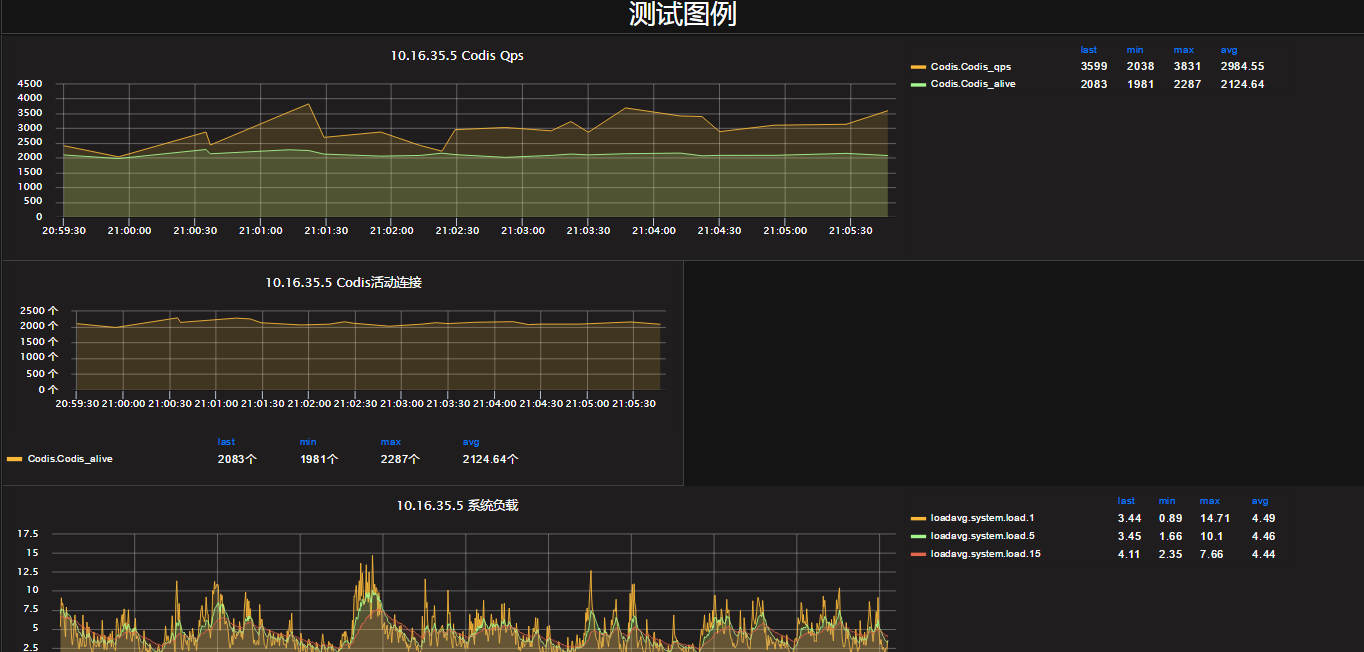 测试图例
10.16.35.5 Codis Qps
last min max avg
Codis.Codis_qps 3599 2038 3831 2984.55
Codis.Codis_alive 2083 1981 2287 2124.64
4500
4000
3500
3000
2500
2000
1500
1000
500
0
20:59:30 21:00:00 21:00:30 21:01:00 21:01:30 21:02:00 21:02:30 21:03:00 21:03:30 21:04:00 21:04:30 21:05:00 21:05:30
10.16.35.5 Codis活动连接
2500 个
2000 个
1500 个
1000 个
500 个
0 个
20:59:30 21:00:00 21:00:30 21:01:00 21:01:30 21:02:00 21:02:30 21:03:00 21:03:30 21:04:00 21:04:30 21:05:00 21:05:30
last min max avg
Codis.Codis_alive 2083个 1981个 2287个 2124.64个
10.16.35.5 系统负载
last min max avg
loadavg.system.load.1 3.44 0.89 14.71 4.49
loadavg.system.load.5 3.45 1.66 10.1 4.46
loadavg.system.load.15 4.11 2.35 7.66 4.44
17.5
15
12.5
10
7.5
5
2.5